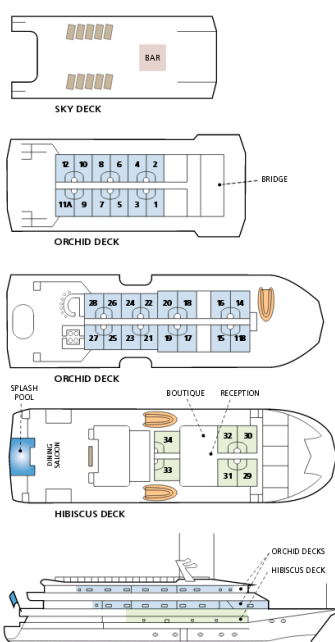 BAR
SKY DECK
12 10 8 6 4 2
11A 9 7 5 3 1
BRIDGE
ORCHID DECK
28 26 24 22 20 18 16 14
27 25 23 21 19 17 15 11B
ORCHID DECK
SPLASH
POOL
BOUTIQUE
RECEPTION
DINING
SALOON
34 32 30
33 31 29
HIBISCUS DECK
ORCHID DECKS
HIBISCUS DECK